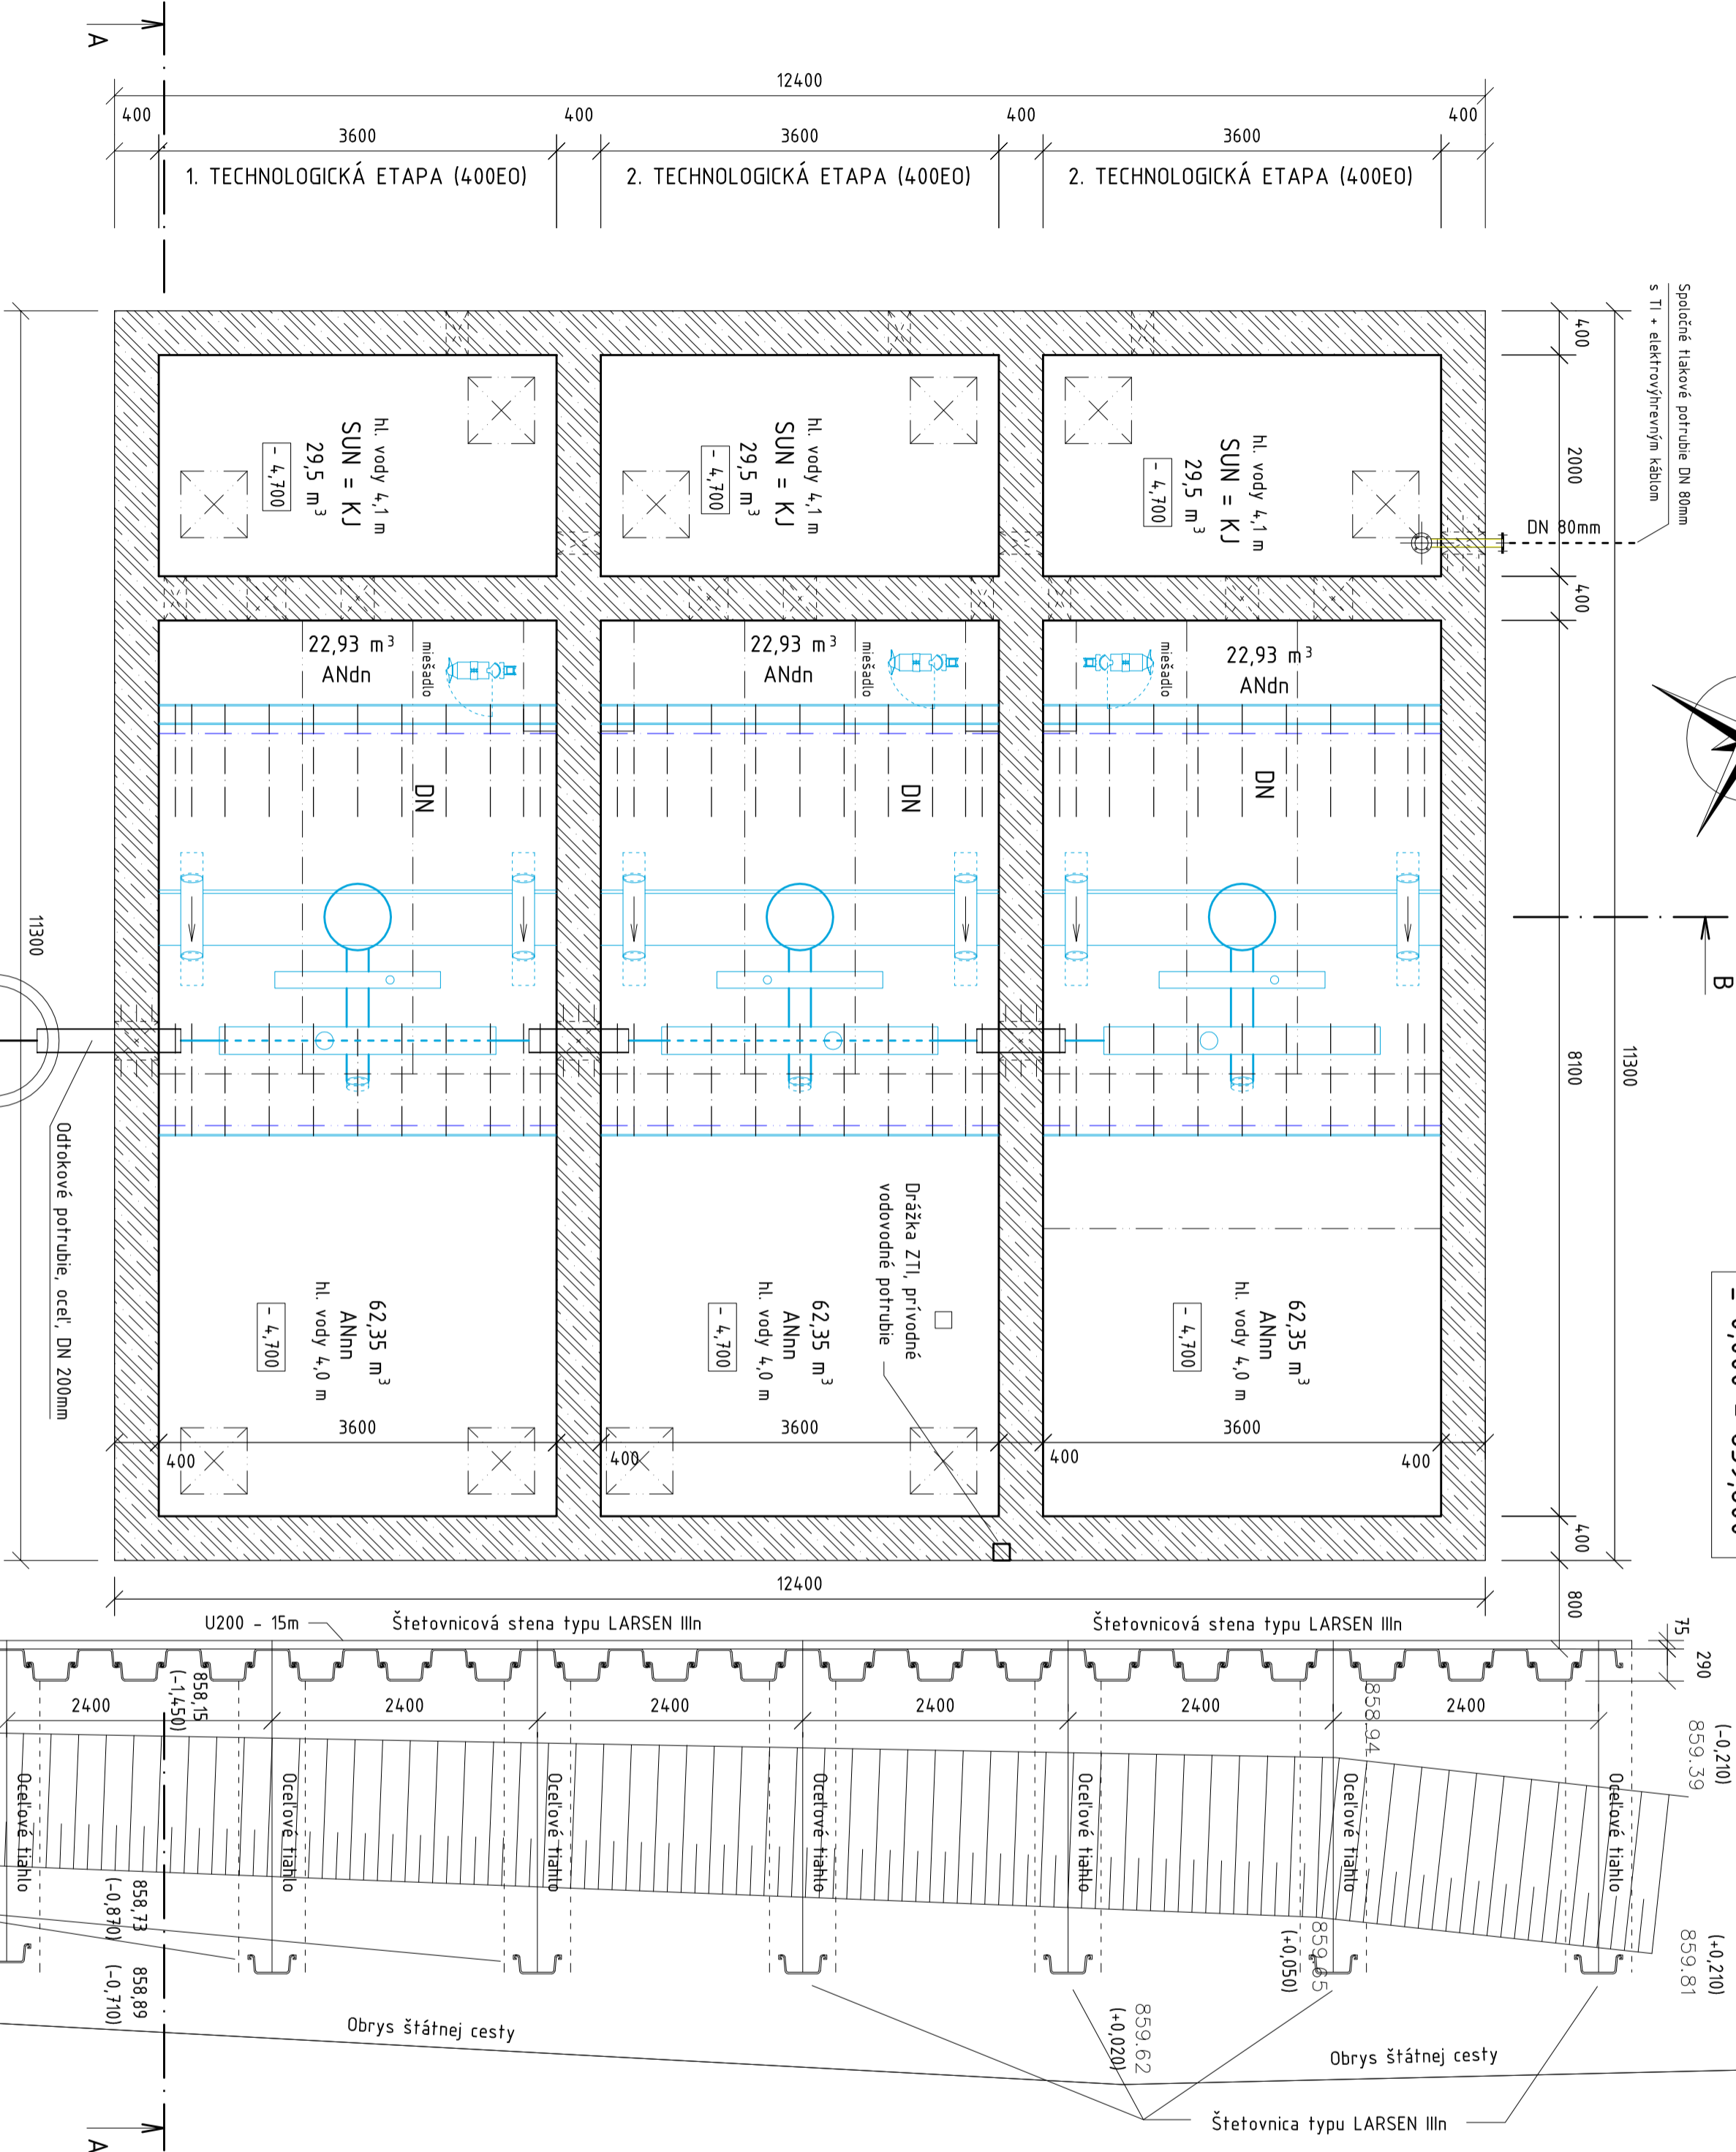 A
12400
400
3600
400
3600
400
3600
400
1. TECHNOLOGICKÁ ETAPA (400EO)
2. TECHNOLOGICKÁ ETAPA (400EO)
2. TECHNOLOGICKÁ ETAPA (400EO)
Spoločné tlakové potrubie DN 80mm
s TI + elektrovýhrevným káblom
DN 80mm
400
2000
400
8100
400
800
11300
B
hl. vody 4,1 m
SUN = KJ
29,5 m³
- 4,700
hl. vody 4,1 m
SUN = KJ
29,5 m³
- 4,700
hl. vody 4,1 m
SUN = KJ
29,5 m³
- 4,700
22,93 m³
ANdn
miešadlo
22,93 m³
ANdn
miešadlo
22,93 m³
ANdn
miešadlo
DN
DN
DN
11300
Odtokové potrubie, oceľ, DN 200mm
Drážka ZTI, prívodné
vodovodné potrubie
62,35 m³
ANnn
hl. vody 4,0 m
- 4,700
62,35 m³
ANnn
hl. vody 4,0 m
- 4,700
62,35 m³
ANnn
hl. vody 4,0 m
- 4,700
3600
3600
3600
400
400
400
400
12400
U200 - 15m
Štetovnicová stena typu LARSEN IIIn
Štetovnicová stena typu LARSEN IIIn
75
290
2400
2400
2400
2400
2400
2400
858,15
(-1,450)
858.94
(-0,210)
859.39
Oceľové tiahlo
Oceľové tiahlo
Oceľové tiahlo
Oceľové tiahlo
Oceľové tiahlo
Oceľové tiahlo
Oceľové tiahlo
858,73
(-0,870)
858,89
(-0,710)
859.65
(+0,050)
(+0,210)
859.81
859.62
(+0,020)
Obrys štátnej cesty
Obrys štátnej cesty
Štetovnica typu LARSEN IIIn
A